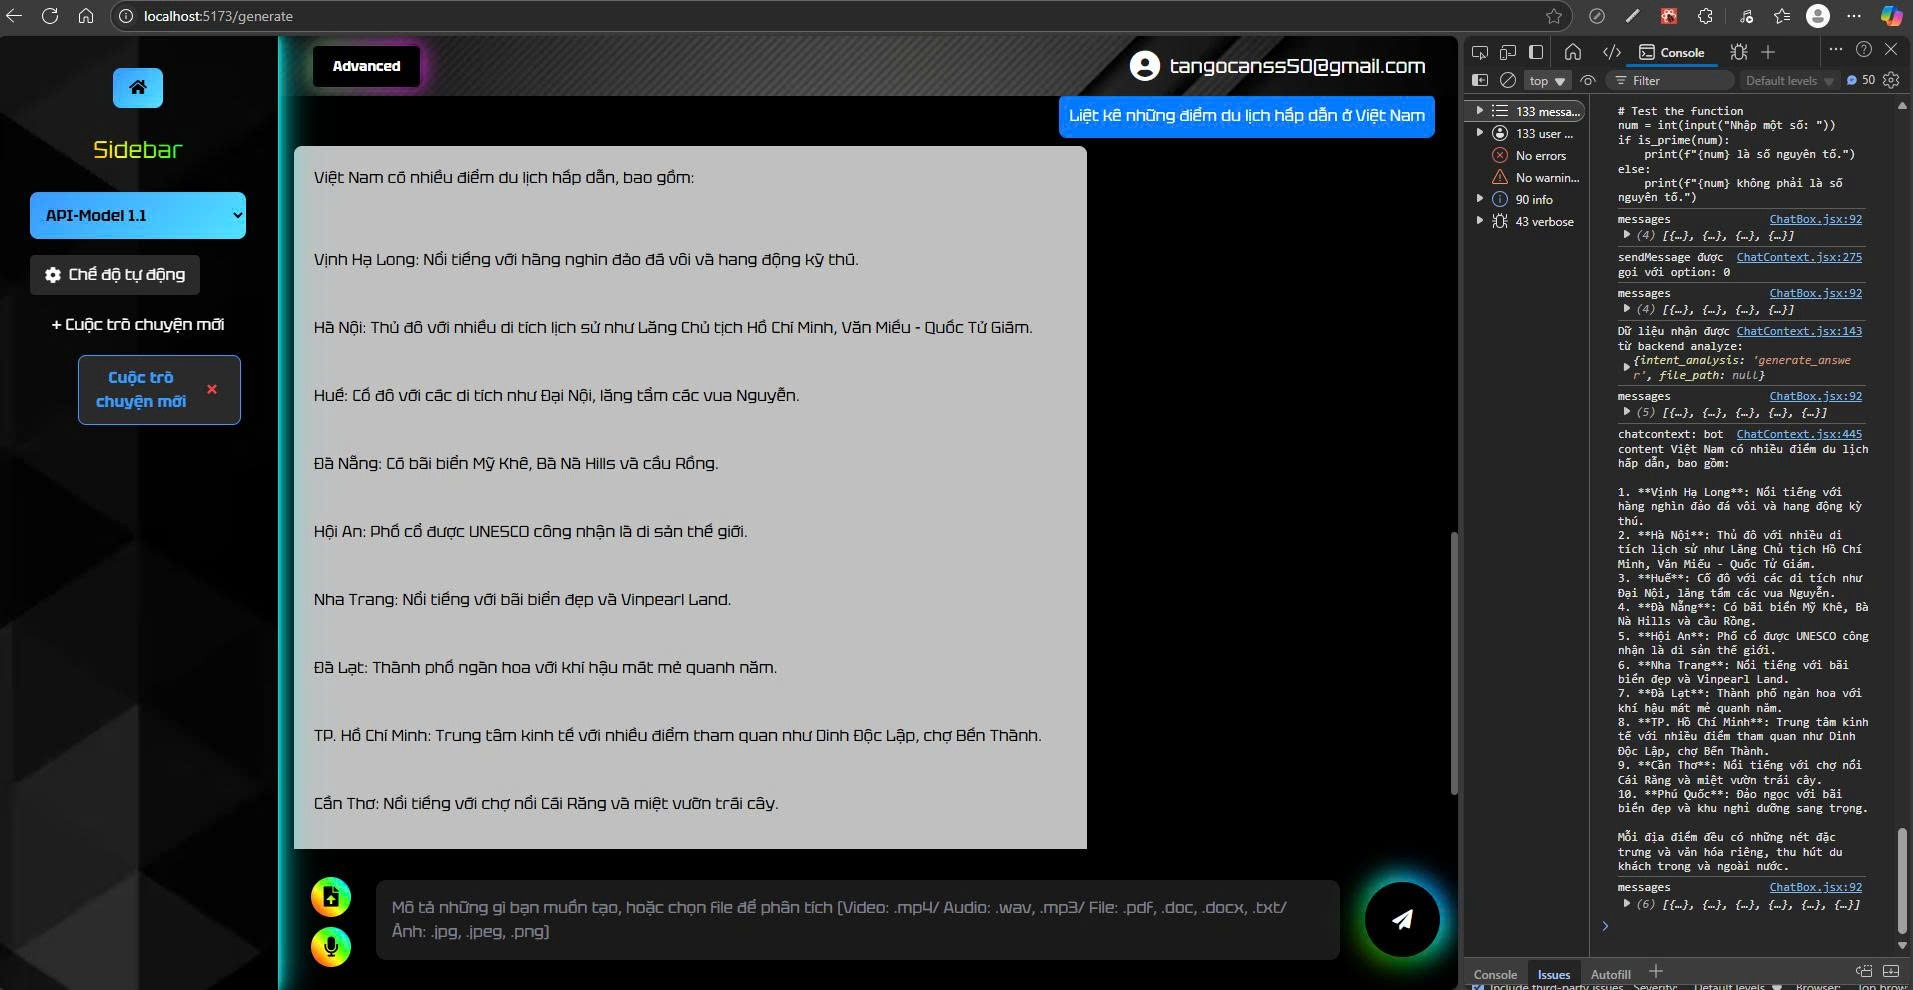 localhost:5173/generate
Sidebar
API-Model 1.1
Chế độ tự động
+ Cuộc trò chuyện mới
Cuộc trò
chuyện mới
Advanced
tangocanss50@gmail.com
Liệt kê những điểm du lịch hấp dẫn ở Việt Nam
Việt Nam có nhiều điểm du lịch hấp dẫn, bao gồm:
Vịnh Hạ Long: Nổi tiếng với hàng nghìn đảo đá vôi và hang động kỳ thú.
Hà Nội: Thủ đô với nhiều di tích lịch sử như Lăng Chủ tịch Hồ Chí Minh, Văn Miếu - Quốc Tử Giám.
Huế: Cố đô với các di tích như Đại Nội, lăng tẩm các vua Nguyễn.
Đà Nẵng: Có bãi biển Mỹ Khê, Bà Nà Hills và cầu Rồng.
Hội An: Phố cổ được UNESCO công nhận là di sản thế giới.
Nha Trang: Nổi tiếng với bãi biển đẹp và Vinpearl Land.
Đà Lạt: Thành phố ngàn hoa với khí hậu mát mẻ quanh năm.
TP. Hồ Chí Minh: Trung tâm kinh tế với nhiều điểm tham quan như Dinh Độc Lập, chợ Bến Thành.
Cần Thơ: Nổi tiếng với chợ nổi Cái Răng và miệt vườn trái cây.
Mô tả những gì bạn muốn tạo, hoặc chọn file để phân tích (Video: .mp4/ Audio: .wav, .mp3/ File: .pdf, .doc, .docx, .txt/
Ảnh: .jpg, .jpeg, .png)
Console
top
Filter
Default levels
50
133 messa...
133 user ...
No errors
No warnin...
90 info
43 verbose
# Test the function
num = int(input("Nhập một số: "))
if is_prime(num):
print(f"{num} là số nguyên tố.")
else:
print(f"{num} không phải là số
nguyên tố.")
messages ChatBox.jsx:92
(4) [{…}, {…}, {…}, {…}]
sendMessage được ChatContext.jsx:275
gọi với option: 0
messages ChatBox.jsx:92
(4) [{…}, {…}, {…}, {…}]
Dữ liệu nhận được ChatContext.jsx:143
từ backend analyze:
{intent_analysis: 'generate_answe
r', file_path: null}
messages ChatBox.jsx:92
(5) [{…}, {…}, {…}, {…}, {…}]
chatcontext: bot ChatContext.jsx:445
content Việt Nam có nhiều điểm du lịch
hấp dẫn, bao gồm:
1. **Vịnh Hạ Long**: Nổi tiếng với
hàng nghìn đảo đá vôi và hang động kỳ
thú.
2. **Hà Nội**: Thủ đô với nhiều di
tích lịch sử như Lăng Chủ tịch Hồ Chí
Minh, Văn Miếu - Quốc Tử Giám.
3. **Huế**: Cố đô với các di tích như
Đại Nội, lăng tẩm các vua Nguyễn.
4. **Đà Nẵng**: Có bãi biển Mỹ Khê, Bà
Nà Hills và cầu Rồng.
5. **Hội An**: Phố cổ được UNESCO công
nhận là di sản thế giới.
6. **Nha Trang**: Nổi tiếng với bãi
biển đẹp và Vinpearl Land.
7. **Đà Lạt**: Thành phố ngàn hoa với
khí hậu mát mẻ quanh năm.
8. **TP. Hồ Chí Minh**: Trung tâm kinh
tế với nhiều điểm tham quan như Dinh
Độc Lập, chợ Bến Thành.
9. **Cần Thơ**: Nổi tiếng với chợ nổi
Cái Răng và miệt vườn trái cây.
10. **Phú Quốc**: Đảo ngọc với bãi
biển đẹp và khu nghỉ dưỡng sang trọng.
Mỗi địa điểm đều có những nét đặc
trưng và văn hóa riêng, thu hút du
khách trong và ngoài nước.
messages ChatBox.jsx:92
(6) [{…}, {…}, {…}, {…}, {…}, {…}]
Console Issues Autofill
Include third-party issues Severity: Default levels Browser: Top brow